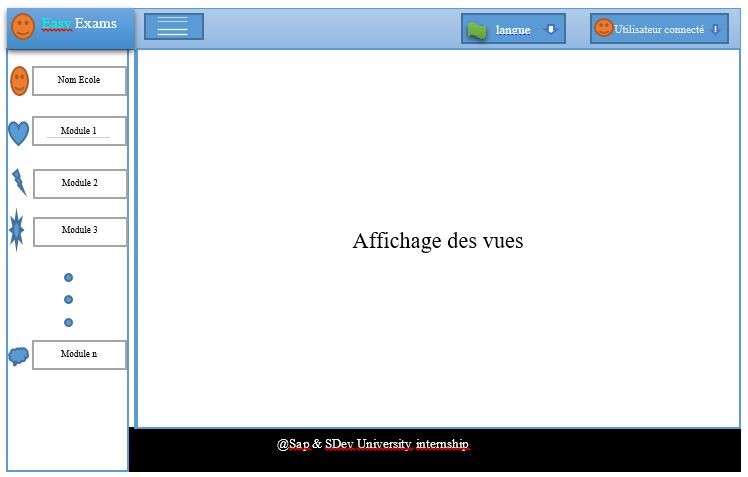 Easy Exams
langue
Utilisateur connecté
Nom Ecole
Module 1
Module 2
Module 3
Module n
Affichage des vues
@Sap & SDev University internship